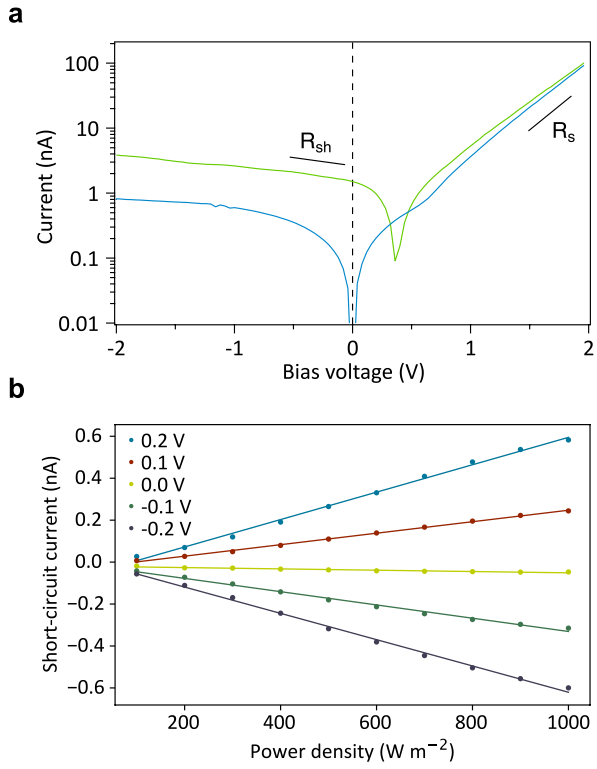 a
100
10
1
0.1
0.01
Current (nA)
R_sh
R_s
-2
-1
0
1
2
Bias voltage (V)
b
0.6
0.4
0.2
0.0
−0.2
−0.4
−0.6
Short-circuit current (nA)
0.2 V
0.1 V
0.0 V
-0.1 V
-0.2 V
200
400
600
800
1000
Power density (W m⁻²)